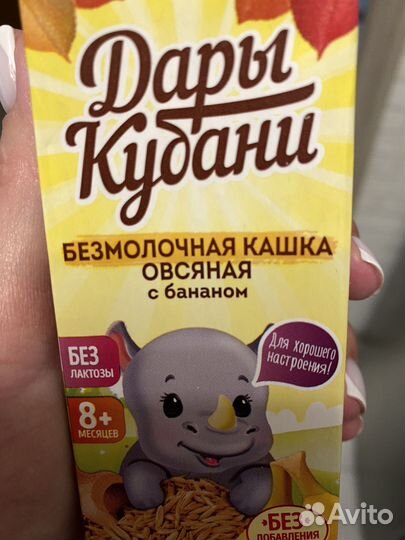 Дары
Кубани
БЕЗМОЛОЧНАЯ КАШКА
ОВСЯНАЯ
с бананом
БЕЗ
ЛАКТОЗЫ
Для хорошего
настроения!
8+
МЕСЯЦЕВ
*БЕЗ
ДОБАВЛЕНИЯ
Avito